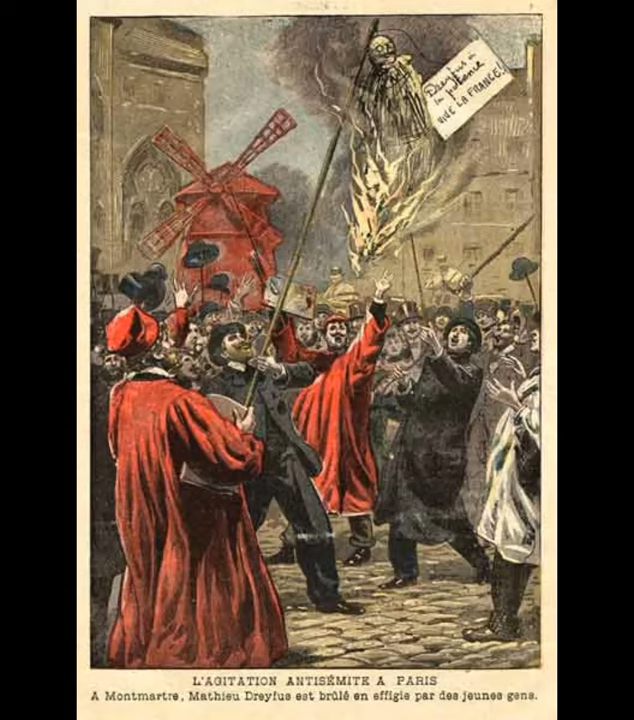 Dreyfus à
la potence
VIVE LA FRANCE!
L'AGITATION ANTISÉMITE A PARIS
A Montmartre, Mathieu Dreyfus est brûlé en effigie par des jeunes gens.